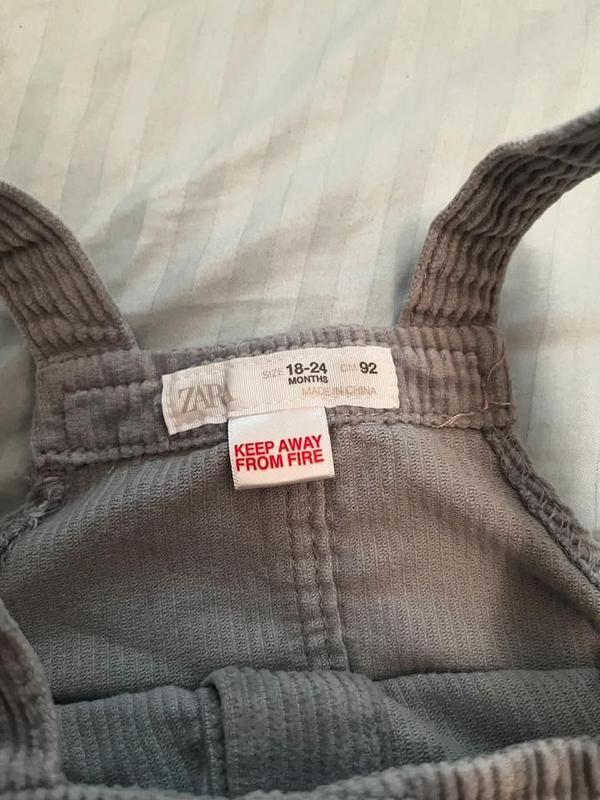 ZARA
SIZE 18-24 MONTHS CM 92
MADE IN CHINA
KEEP AWAY
FROM FIRE